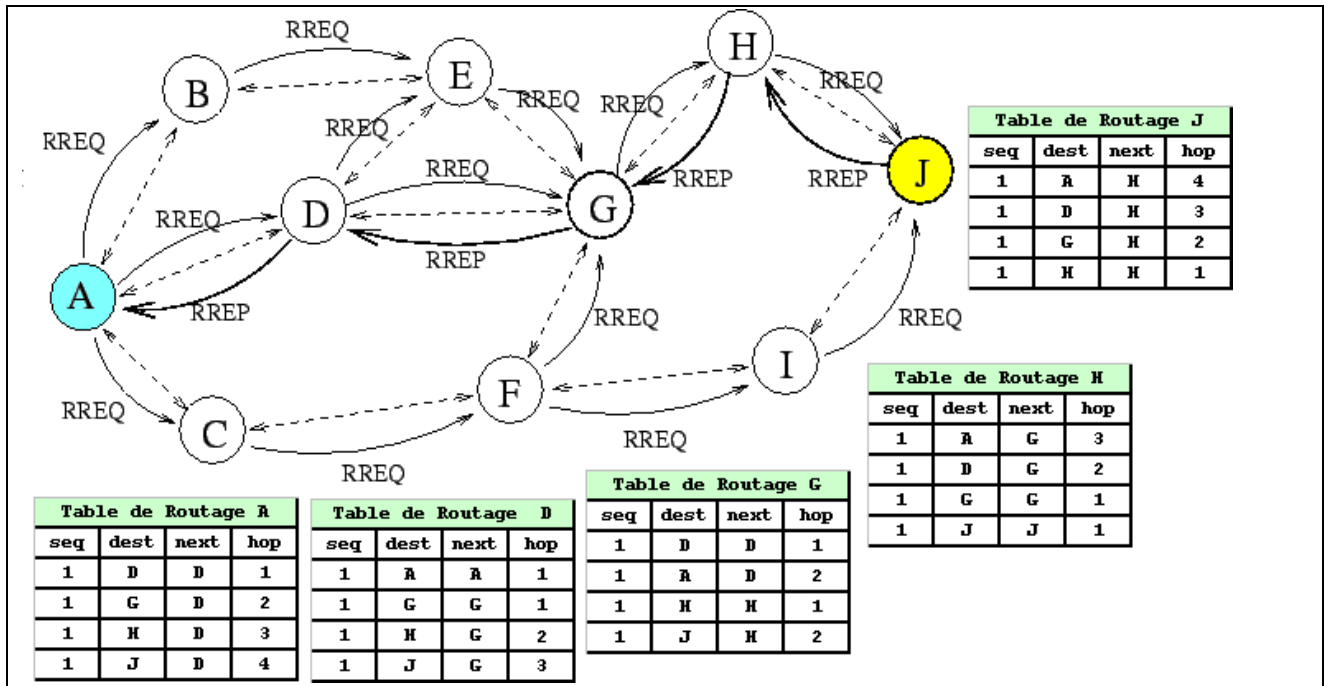 RREQ
H
B
E
RREQ
RREQ
RREQ
RREQ
RREQ
Table de Routage J
seq dest next hop
1 A H 4
1 D H 3
1 G H 2
1 H H 1
RREQ
RREP
RREP
J
D
G
RREQ
RREP
A
RREP
RREQ
RREQ
I
F
C
RREQ
RREQ
RREQ
Table de Routage H
seq dest next hop
1 A G 3
1 D G 2
1 G G 1
1 J J 1
Table de Routage A
seq dest next hop
1 D D 1
1 G D 2
1 H D 3
1 J D 4
Table de Routage D
seq dest next hop
1 A A 1
1 G G 1
1 H G 2
1 J G 3
Table de Routage G
seq dest next hop
1 D D 1
1 A D 2
1 H H 1
1 J H 2